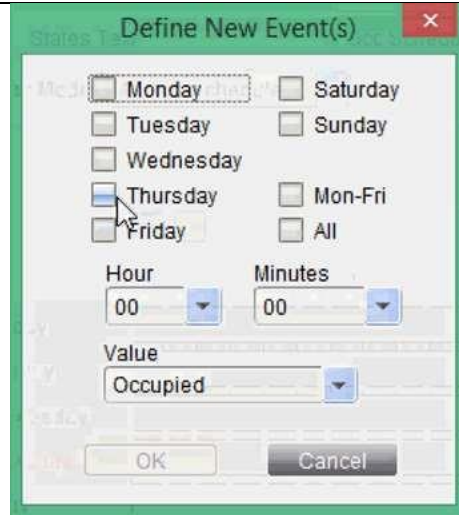 Define New Event(s)
Monday
Saturday
Tuesday
Sunday
Wednesday
Thursday
Mon-Fri
Friday
All
Hour
Minutes
00
00
Value
Occupied
OK
Cancel